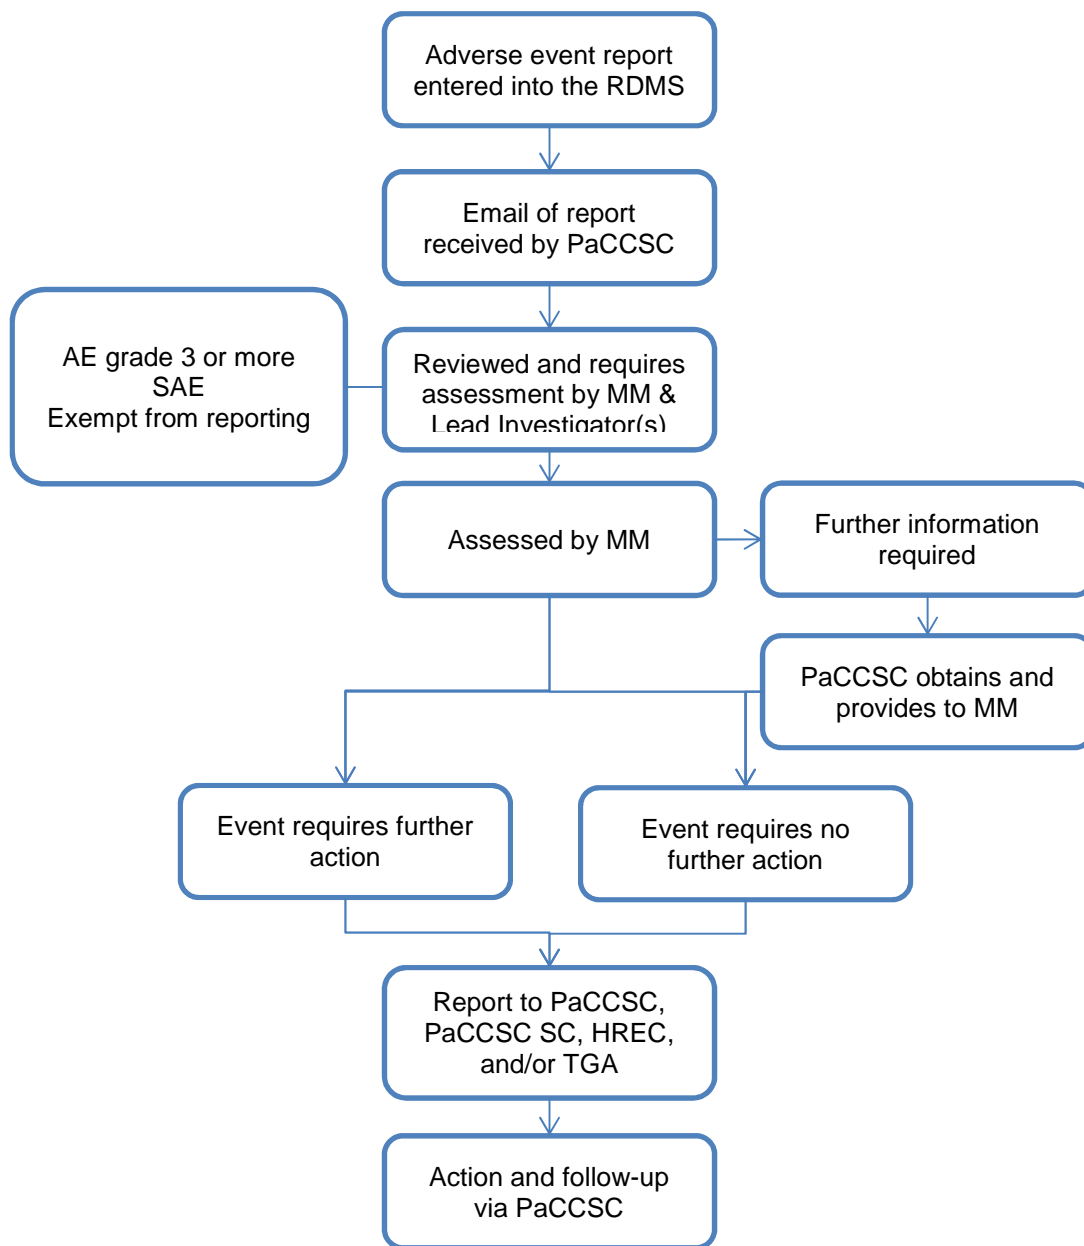 Adverse event report
entered into the RDMS
Email of report
received by PaCCSC
AE grade 3 or more
SAE
Exempt from reporting
Reviewed and requires
assessment by MM &
Lead Investigator(s)
Assessed by MM
Further information
required
PaCCSC obtains and
provides to MM
Event requires further
action
Event requires no
further action
Report to PaCCSC,
PaCCSC SC, HREC,
and/or TGA
Action and follow-up
via PaCCSC